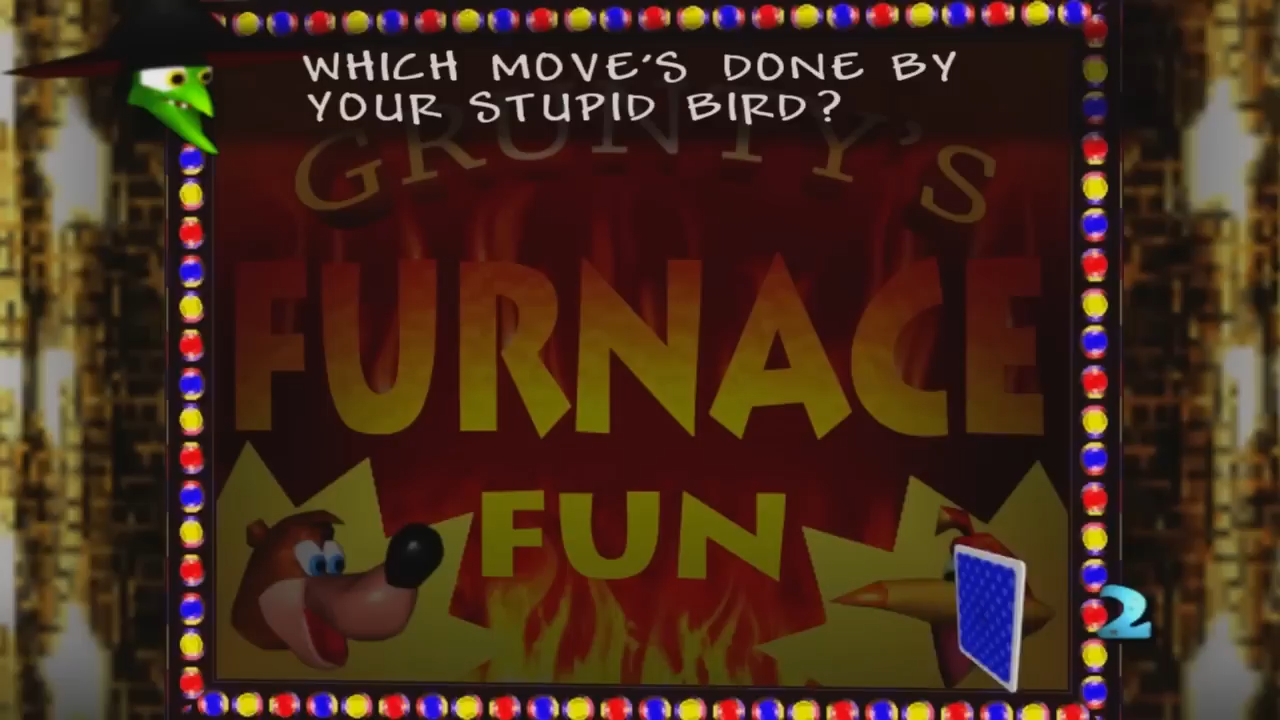 WHICH MOVE'S DONE BY
YOUR STUPID BIRD?
GRUNTY'S
FURNACE
FUN
2